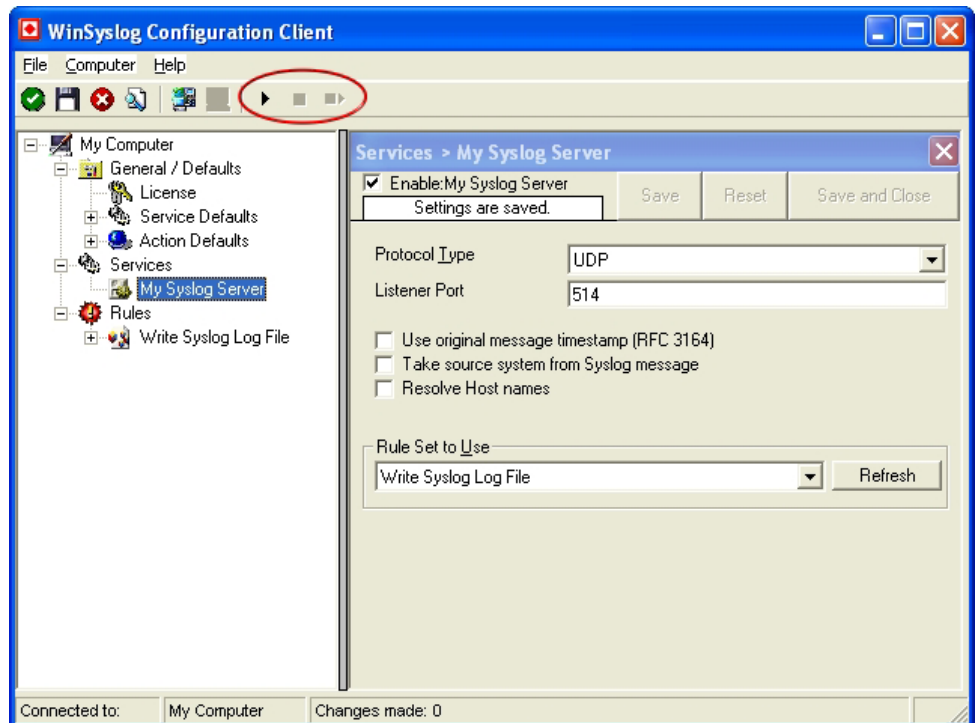 WinSyslog Configuration Client
File Computer Help
My Computer
General / Defaults
License
Service Defaults
Action Defaults
Services
My Syslog Server
Rules
Write Syslog Log File
Services > My Syslog Server
Enable:My Syslog Server
Settings are saved.
Save
Reset
Save and Close
Protocol Type
UDP
Listener Port
514
Use original message timestamp (RFC 3164)
Take source system from Syslog message
Resolve Host names
Rule Set to Use
Write Syslog Log File
Refresh
Connected to: My Computer Changes made: 0